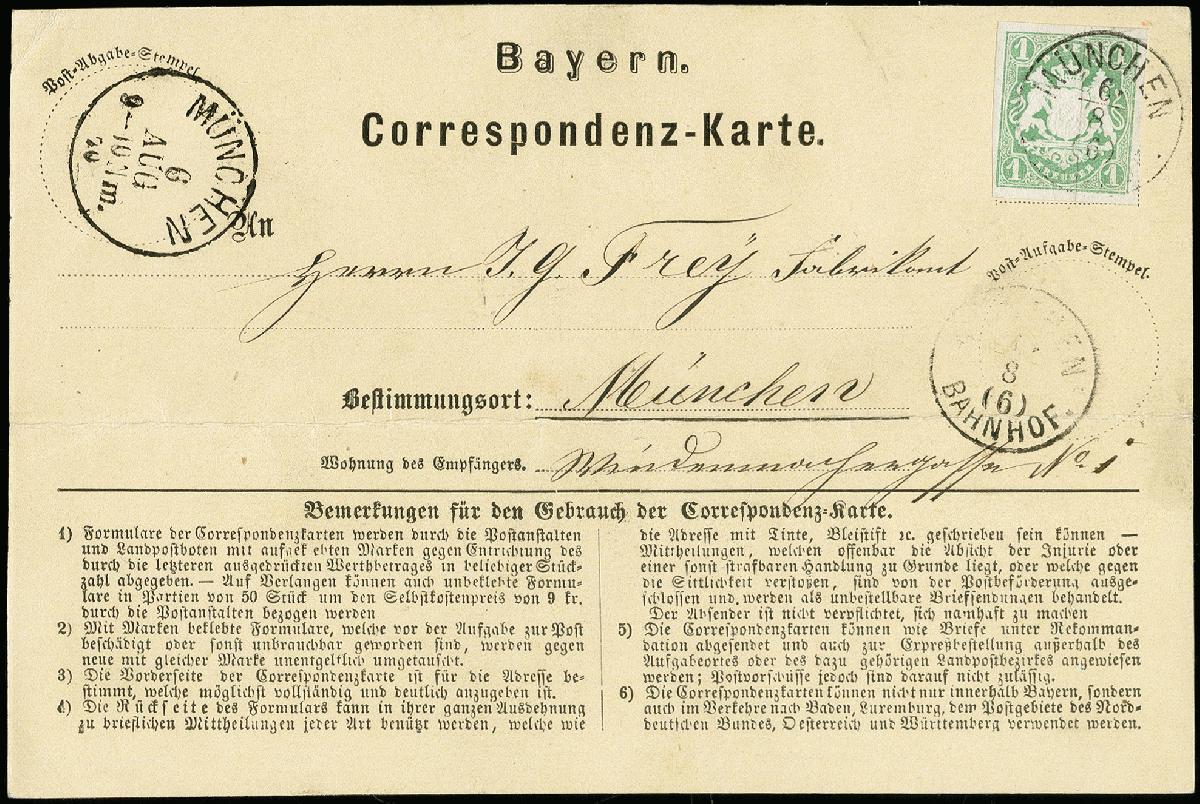 Bayern.
Correspondenz-Karte.
Post-Abgabe-Stempel
MÜNCHEN
6
AUG
9-10 Nm.
70
1 1
MÜNCHEN
6
8
(6)
1 KREUZER 1
An
Herrn J. G. Frey Fabrikant
Post-Aufgabe-Stempel.
8
(6)
BAHNHOF.
Bestimmungsort: München
Wohnung des Empfängers. Windenmachergasse No. 1
Bemerkungen für den Gebrauch der Correspondenz-Karte.
1) Formulare der Correspondenzkarten werden durch die Postanstalten
und Landpostboten mit aufgeklebten Marken gegen Entrichtung des
durch die letzteren ausgedrückten Werthbetrages in beliebiger Stück-
zahl abgegeben. — Auf Verlangen können auch unbeklebte Formu-
lare in Partien von 50 Stück um den Selbstkostenpreis von 9 kr.
durch die Postanstalten bezogen werden
2) Mit Marken beklebte Formulare, welche vor der Aufgabe zur Post
beschädigt oder sonst unbrauchbar geworden sind, werden gegen
neue mit gleicher Marke unentgeltlich umgetauscht.
3) Die Vorderseite der Correspondenzkarte ist für die Adresse be-
stimmt, welche möglichst vollständig und deutlich anzugeben ist.
4) Die Rückseite des Formulars kann in ihrer ganzen Ausdehnung
zu brieflichen Mittheilungen jeder Art benützt werden, welche wie
die Adresse mit Tinte, Bleistift ꝛc. geschrieben sein können —
Mittheilungen, welchen offenbar die Absicht der Injurie oder
einer sonst strafbaren Handlung zu Grunde liegt, oder welche gegen
die Sittlichkeit verstoßen, sind von der Postbeförderung ausge-
schlossen und werden als unbestellbare Briefsendungen behandelt.
Der Absender ist nicht verpflichtet, sich namhaft zu machen
5) Die Correspondenzkarten können wie Briefe unter Rekomman-
dation abgesendet und auch zur Expreßbestellung außerhalb des
Aufgabeortes oder des dazu gehörigen Landpostbezirkes angewiesen
werden; Postvorschüsse jedoch sind darauf nicht zulässig.
6) Die Correspondenzkarten können nicht nur innerhalb Bayern, sondern
auch im Verkehre nach Baden, Luxemburg, dem Postgebiete des Nord-
deutschen Bundes, Oesterreich und Württemberg verwendet werden.